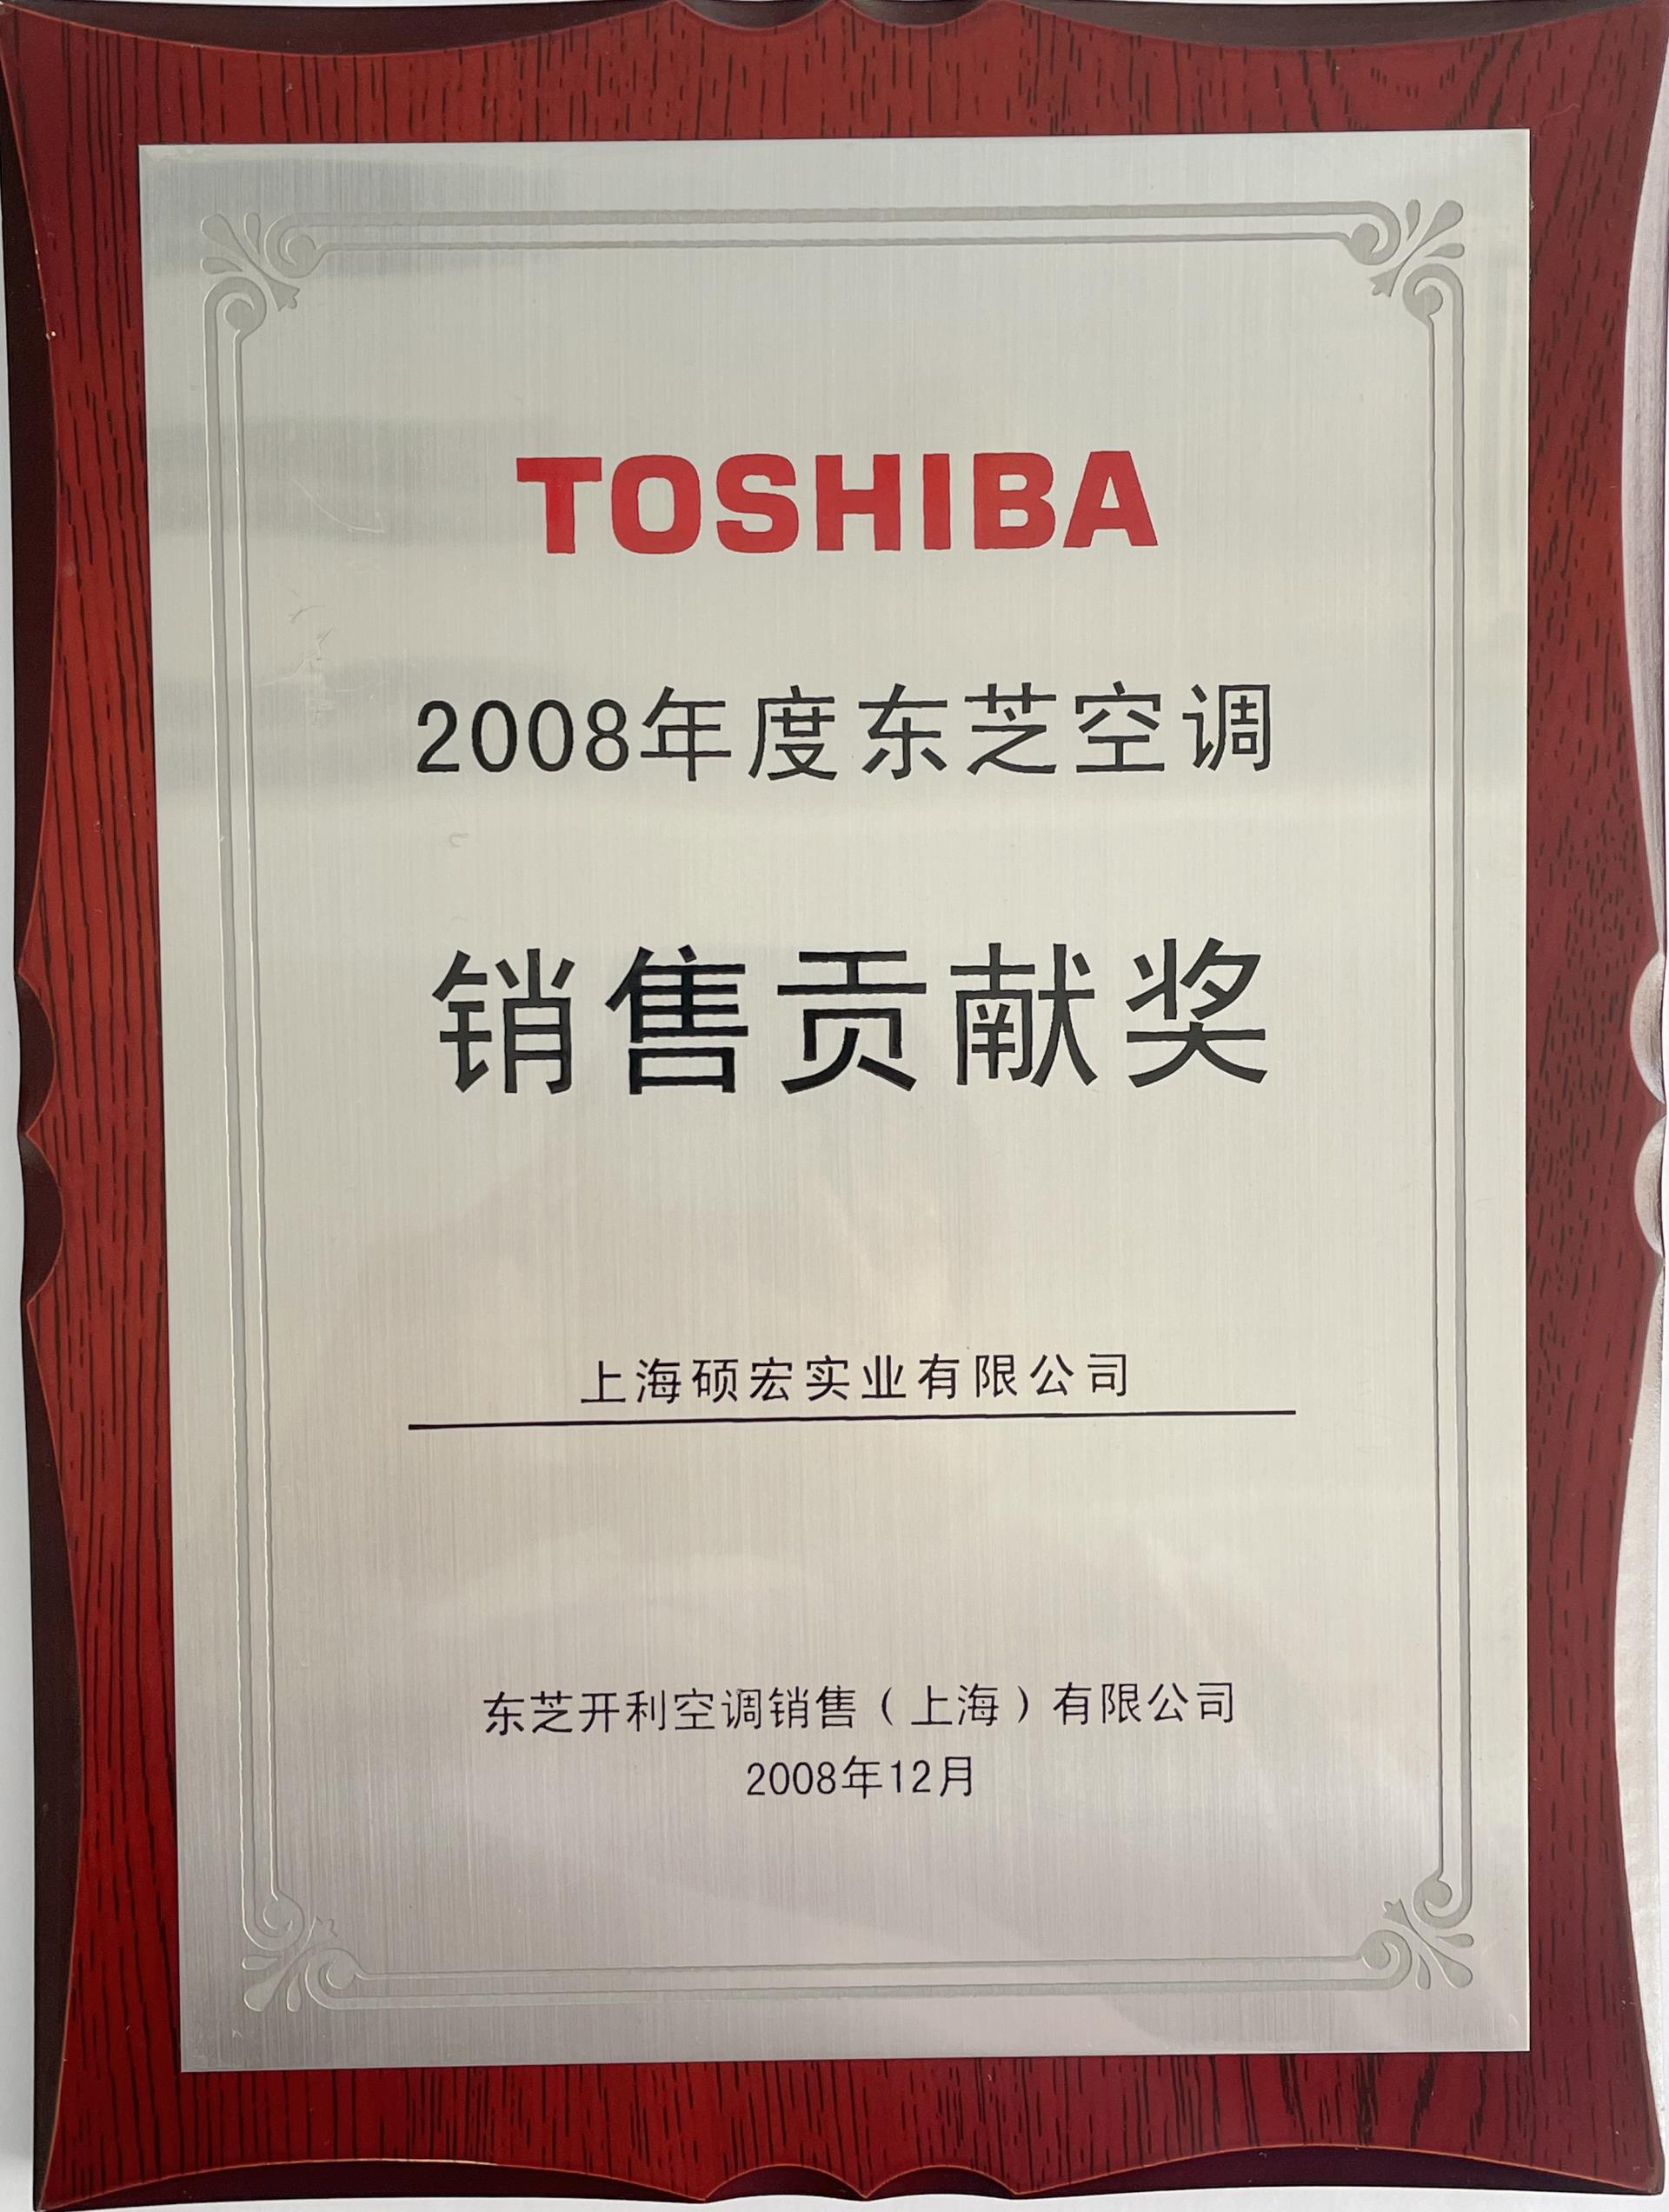 TOSHIBA
2008年度东芝空调
销售贡献奖
上海硕宏实业有限公司
东芝开利空调销售（上海）有限公司
2008年12月